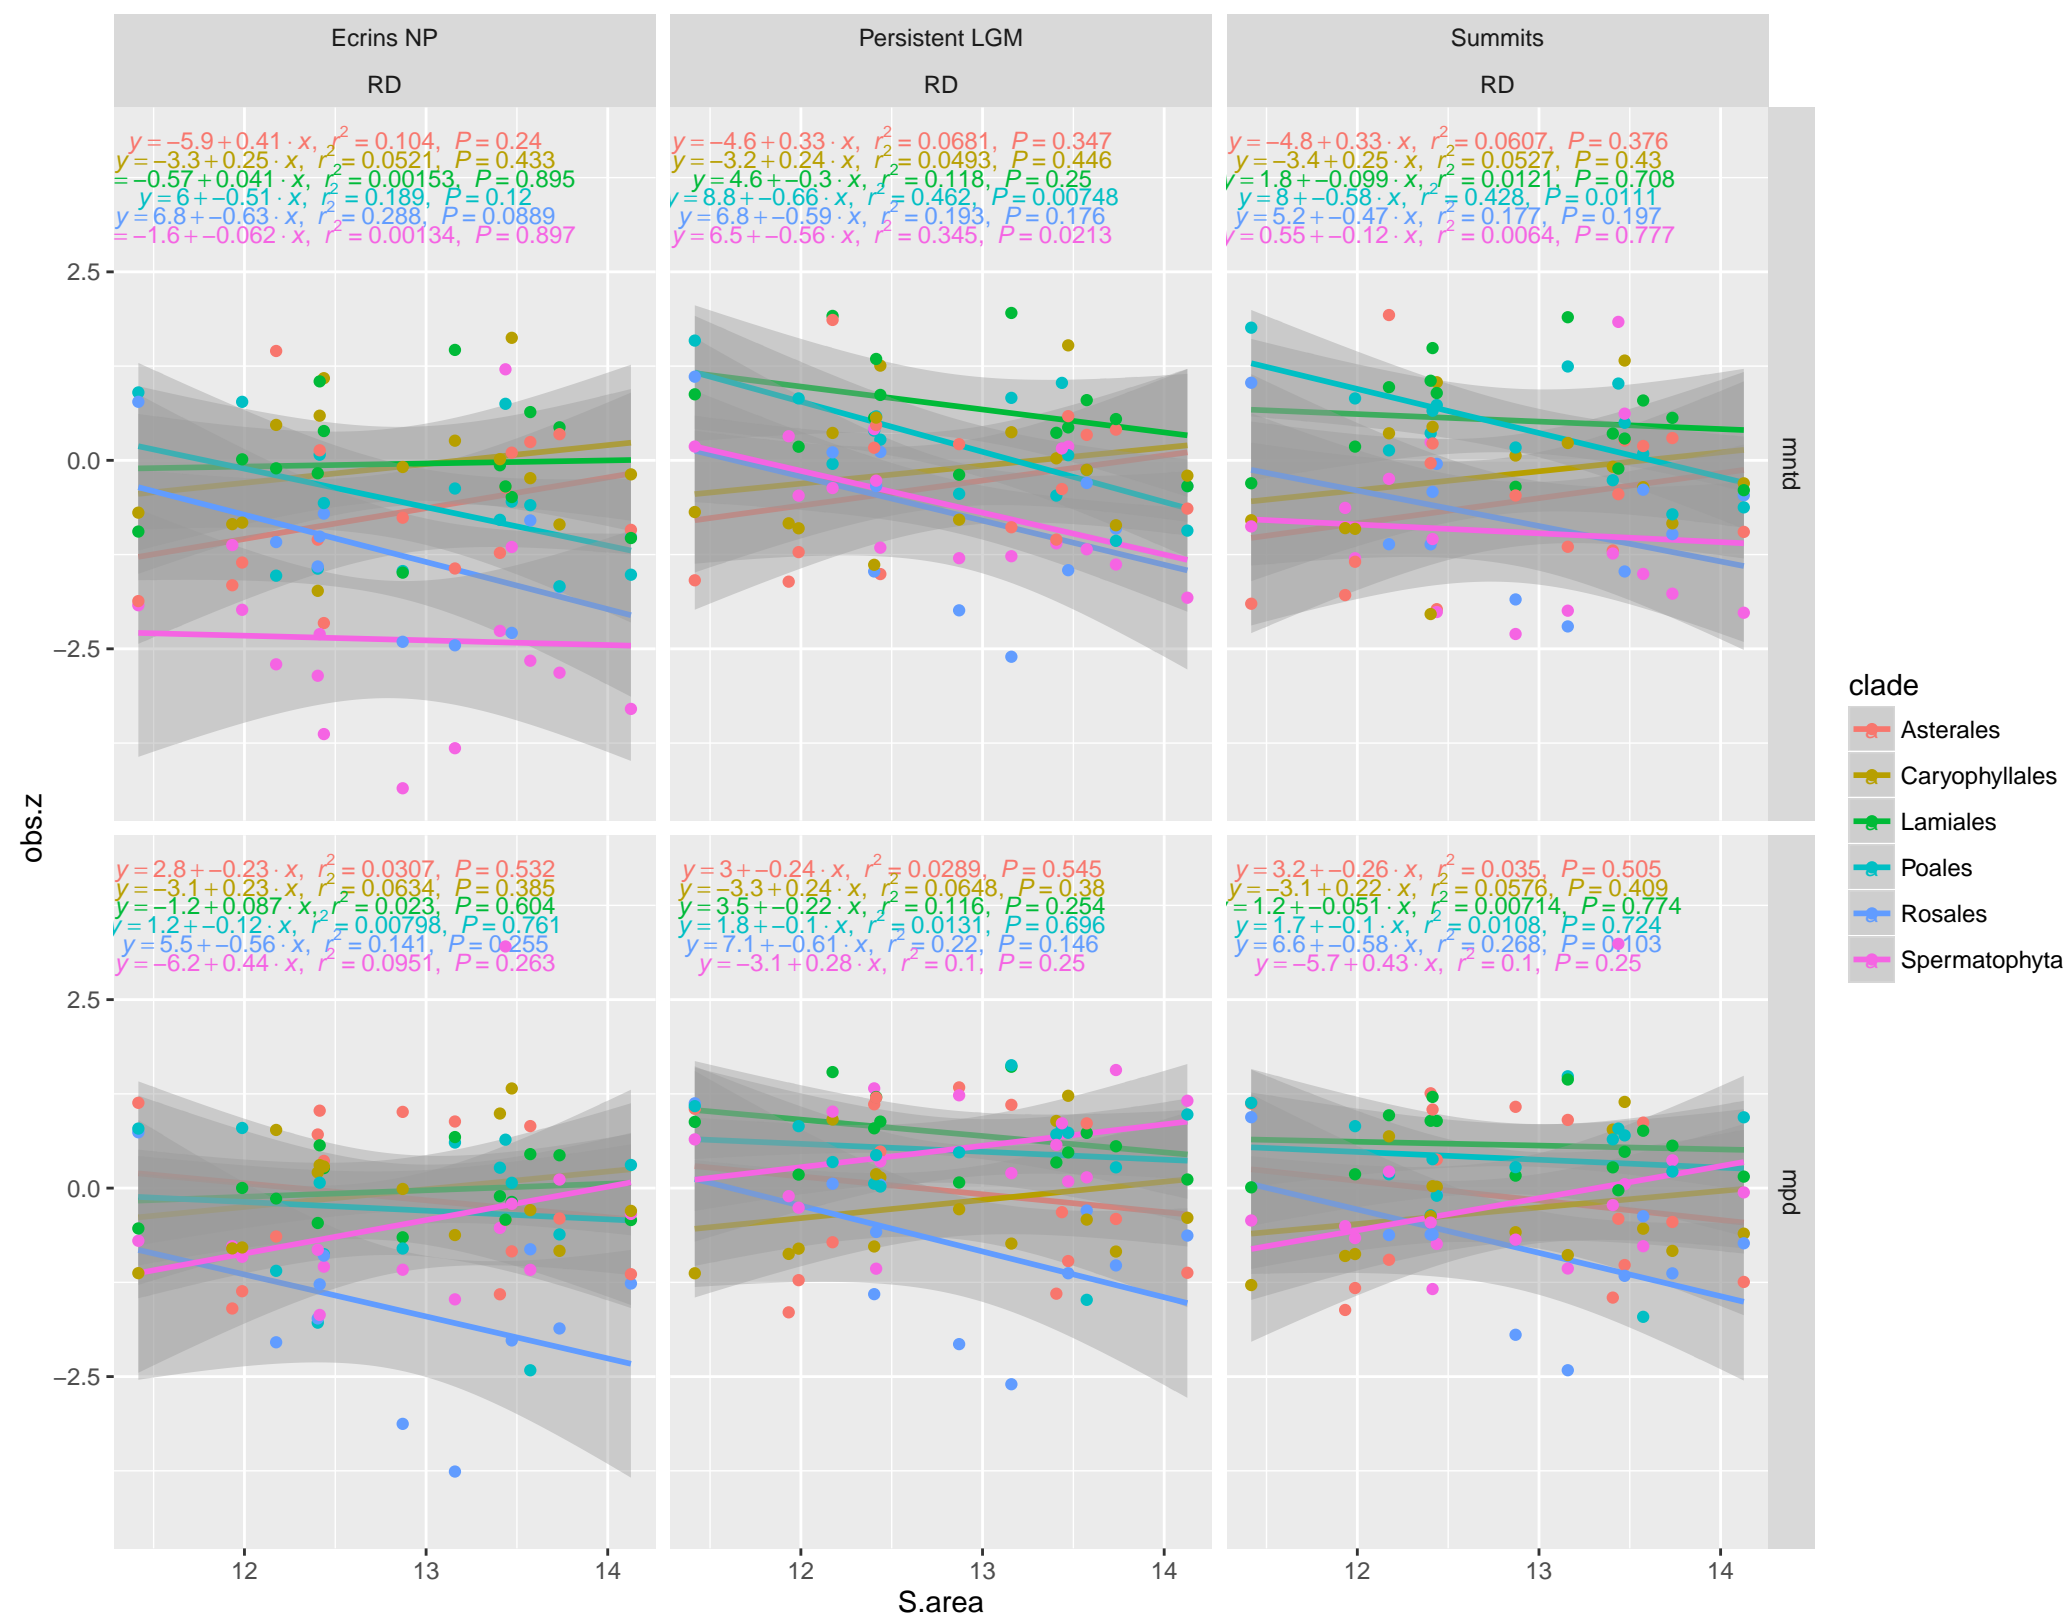 Ecrins NP Persistent LGM Summits
RD RD RD
y = −5.9 + 0.41 · x, r² = 0.104, P = 0.24
y = −3.3 + 0.25 · x, r² = 0.0521, P = 0.433
= −0.57 + 0.041 · x, r² = 0.00153, P = 0.895
y = 6 + −0.51 · x, r² = 0.189, P = 0.12
y = 6.8 + −0.63 · x, r² = 0.288, P = 0.0889
= −1.6 + −0.062 · x, r² = 0.00134, P = 0.897
y = −4.6 + 0.33 · x, r² = 0.0681, P = 0.347
y = −3.2 + 0.24 · x, r² = 0.0493, P = 0.446
y = 4.6 + −0.3 · x, r² = 0.118, P = 0.25
y = 8.8 + −0.66 · x, r² = 0.462, P = 0.00748
y = 6.8 + −0.59 · x, r² = 0.193, P = 0.176
y = 6.5 + −0.56 · x, r² = 0.345, P = 0.0213
y = −4.8 + 0.33 · x, r² = 0.0607, P = 0.376
y = −3.4 + 0.25 · x, r² = 0.0527, P = 0.43
y = 1.8 + −0.099 · x, r² = 0.0121, P = 0.708
y = 8 + −0.58 · x, r² = 0.428, P = 0.0111
y = 5.2 + −0.47 · x, r² = 0.177, P = 0.197
y = 0.55 + −0.12 · x, r² = 0.0064, P = 0.777
2.5
0.0
−2.5
mntd
y = 2.8 + −0.23 · x, r² = 0.0307, P = 0.532
y = −3.1 + 0.23 · x, r² = 0.0634, P = 0.385
y = −1.2 + 0.087 · x, r² = 0.023, P = 0.604
y = 1.2 + −0.12 · x, r² = 0.00798, P = 0.761
y = 5.5 + −0.56 · x, r² = 0.141, P = 0.255
y = −6.2 + 0.44 · x, r² = 0.0951, P = 0.263
y = 3 + −0.24 · x, r² = 0.0289, P = 0.545
y = −3.3 + 0.24 · x, r² = 0.0648, P = 0.38
y = 3.5 + −0.22 · x, r² = 0.116, P = 0.254
y = 1.8 + −0.1 · x, r² = 0.0131, P = 0.696
y = 7.1 + −0.61 · x, r² = 0.22, P = 0.146
y = −3.1 + 0.28 · x, r² = 0.1, P = 0.25
y = 3.2 + −0.26 · x, r² = 0.035, P = 0.505
y = −3.1 + 0.22 · x, r² = 0.0576, P = 0.409
y = 1.2 + −0.051 · x, r² = 0.00714, P = 0.774
y = 1.7 + −0.1 · x, r² = 0.0108, P = 0.724
y = 6.6 + −0.58 · x, r² = 0.268, P = 0.103
y = −5.7 + 0.43 · x, r² = 0.1, P = 0.25
2.5
0.0
−2.5
mpd
12 13 14 12 13 14 12 13 14
S.area
obs.z
clade
Asterales
Caryophyllales
Lamiales
Poales
Rosales
Spermatophyta